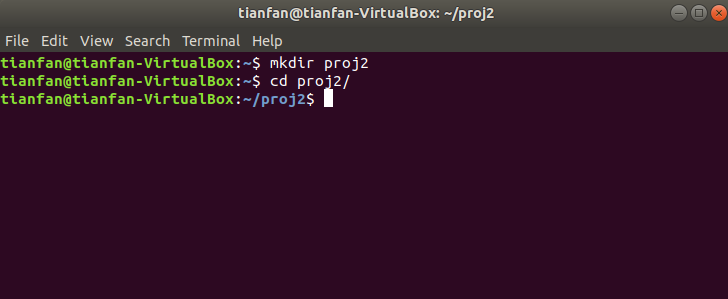 tianfan@tianfan-VirtualBox: ~/proj2
File Edit View Search Terminal Help
tianfan@tianfan-VirtualBox:~$ mkdir proj2
tianfan@tianfan-VirtualBox:~$ cd proj2/
tianfan@tianfan-VirtualBox:~/proj2$